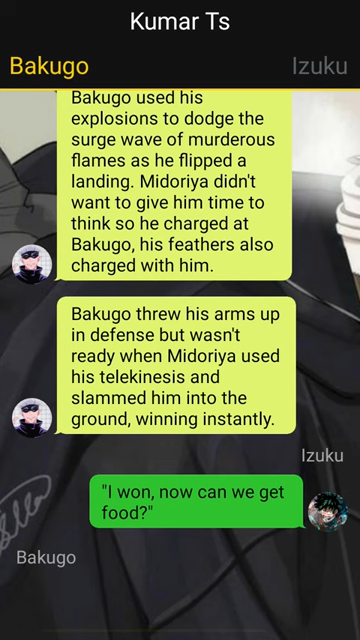 Kumar Ts
Bakugo
Izuku
Bakugo used his
explosions to dodge the
surge wave of murderous
flames as he flipped a
landing. Midoriya didn't
want to give him time to
think so he charged at
Bakugo, his feathers also
charged with him.
Bakugo threw his arms up
in defense but wasn't
ready when Midoriya used
his telekinesis and
slammed him into the
ground, winning instantly.
Izuku
"I won, now can we get
food?"
Bakugo